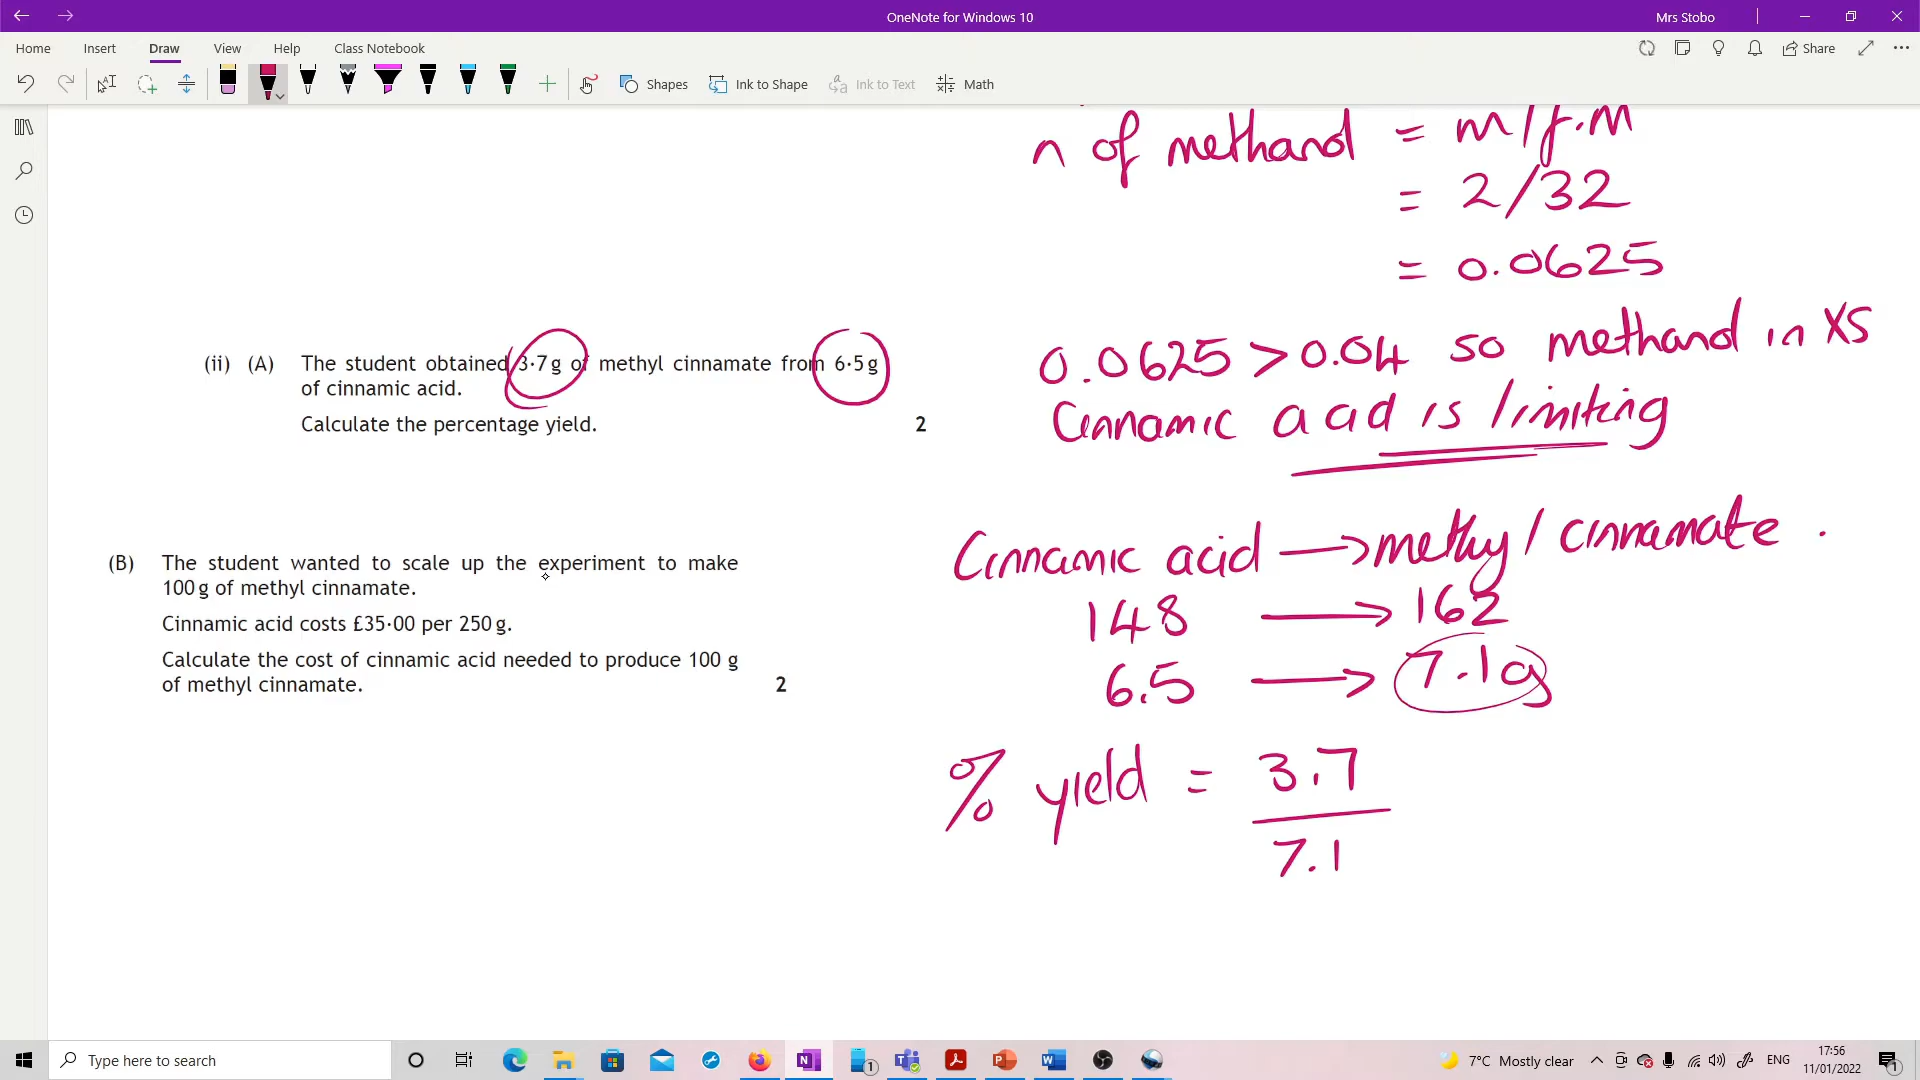 OneNote for Windows 10
Mrs Stobo
Home Insert Draw View Help Class Notebook
Share
Shapes Ink to Shape Ink to Text Math
n of methanol = m/f.m
= 2/32
= 0.0625
(ii) (A) The student obtained 3·7 g of methyl cinnamate from 6·5 g
of cinnamic acid.
Calculate the percentage yield. 2
0.0625 > 0.04 so methanol in XS
Cinnamic acid is limiting
(B) The student wanted to scale up the experiment to make
100 g of methyl cinnamate.
Cinnamic acid costs £35·00 per 250 g.
Calculate the cost of cinnamic acid needed to produce 100 g
of methyl cinnamate. 2
Cinnamic acid → methyl cinnamate.
148 → 162
6.5 → 7.1g
% yield = 3.7
7.1
Type here to search
7°C Mostly clear
ENG
17:56
11/01/2022